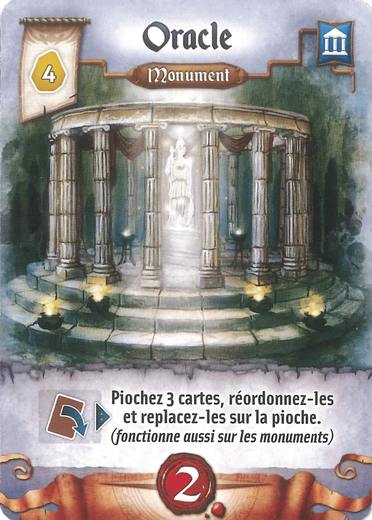 Oracle
4
Monument
Piochez 3 cartes, réordonnez-les
et replacez-les sur la pioche.
(fonctionne aussi sur les monuments)
2